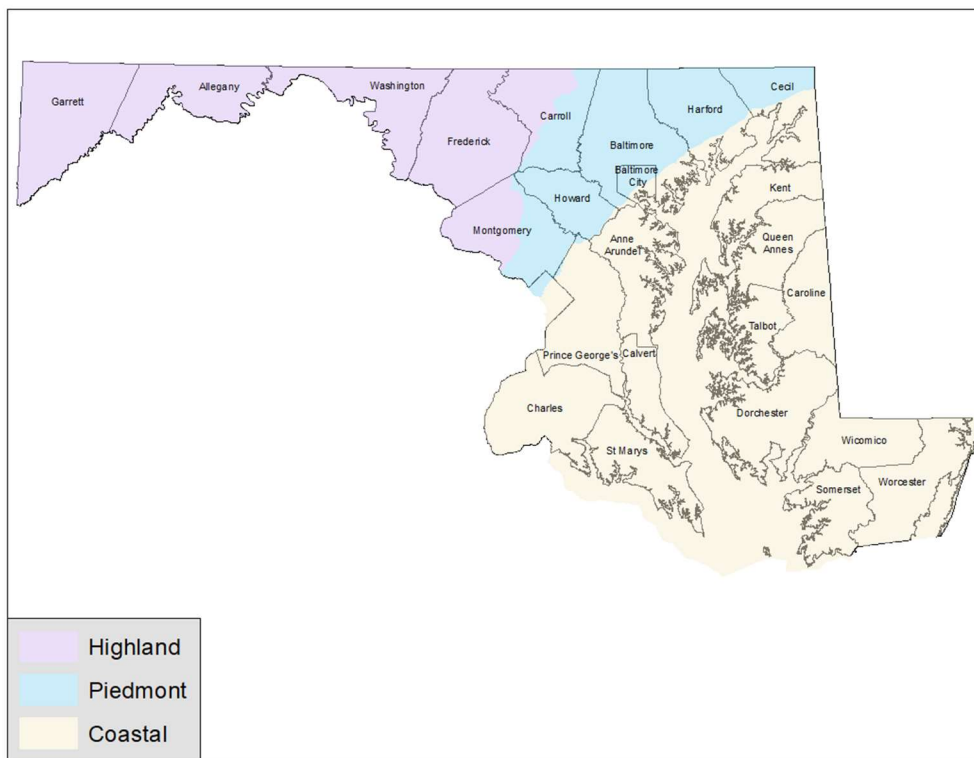 Garrett
Allegany
Washington
Frederick
Carroll
Baltimore
Harford
Cecil
Baltimore
City
Howard
Montgomery
Kent
Anne
Arundel
Queen
Annes
Caroline
Talbot
Prince George's
Calvert
Charles
Dorchester
St Marys
Wicomico
Somerset
Worcester
Highland
Piedmont
Coastal